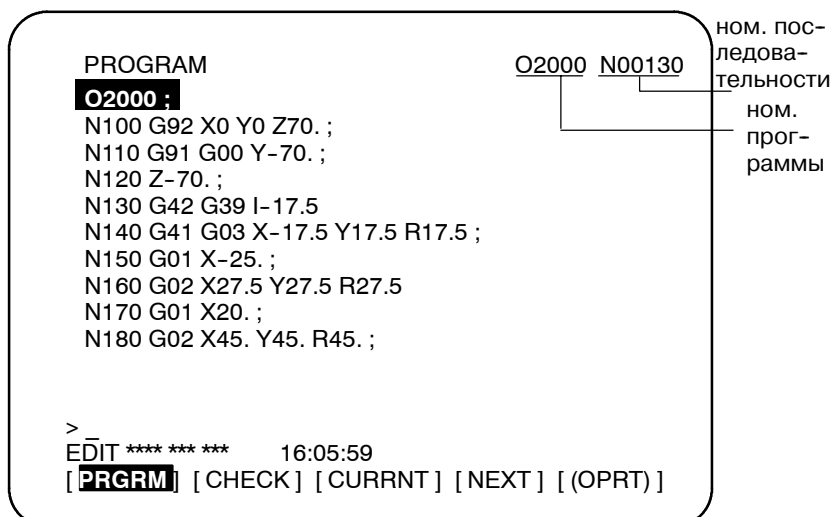 PROGRAM O2000 N00130
O2000 ;
N100 G92 X0 Y0 Z70. ;
N110 G91 G00 Y-70. ;
N120 Z-70. ;
N130 G42 G39 I-17.5
N140 G41 G03 X-17.5 Y17.5 R17.5 ;
N150 G01 X-25. ;
N160 G02 X27.5 Y27.5 R27.5
N170 G01 X20. ;
N180 G02 X45. Y45. R45. ;
> _
EDIT **** *** *** 16:05:59
[ PRGRM ] [ CHECK ] [ CURRNT ] [ NEXT ] [ (OPRT) ]
ном. пос-
ледова-
тельности
ном.
прог-
раммы